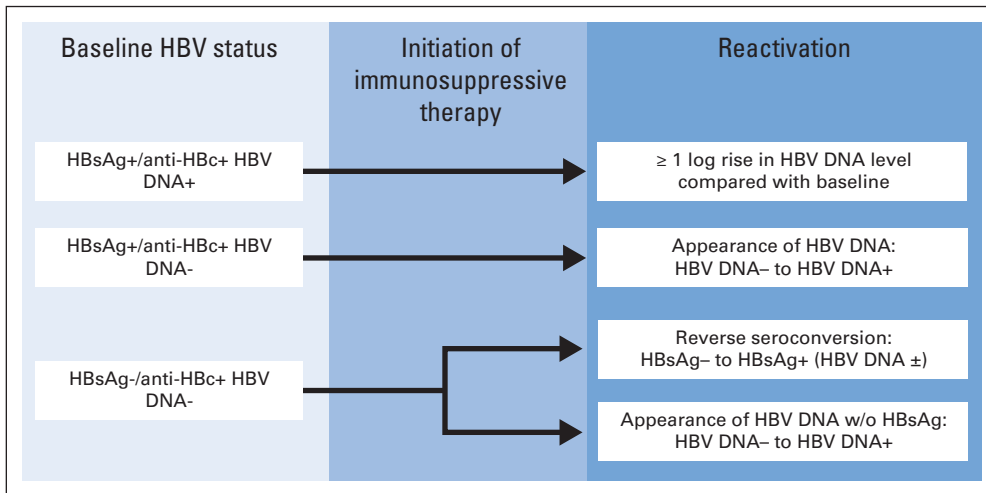 Baseline HBV status
Initiation of
immunosuppressive
therapy
Reactivation
HBsAg+/anti-HBc+ HBV
DNA+
≥ 1 log rise in HBV DNA level
compared with baseline
HBsAg+/anti-HBc+ HBV
DNA-
Appearance of HBV DNA:
HBV DNA– to HBV DNA+
HBsAg-/anti-HBc+ HBV
DNA-
Reverse seroconversion:
HBsAg– to HBsAg+ (HBV DNA ±)
Appearance of HBV DNA w/o HBsAg:
HBV DNA– to HBV DNA+